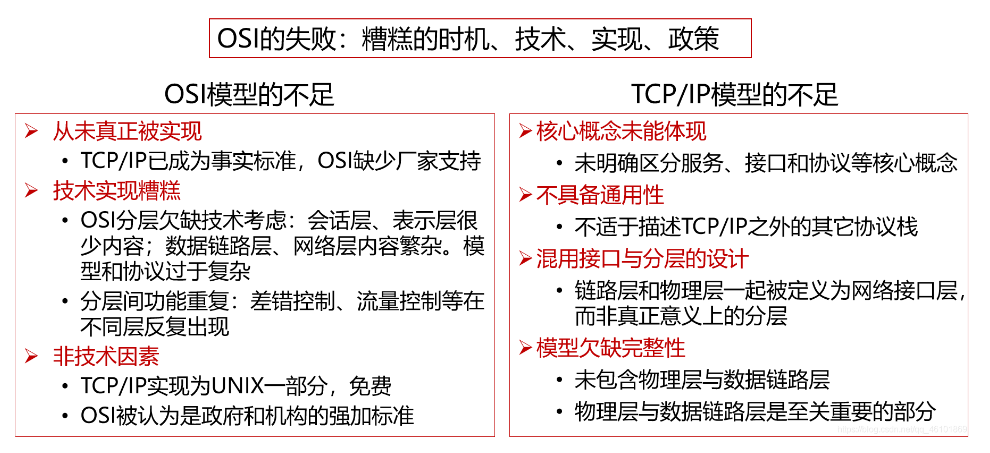 OSI的失败：糟糕的时机、技术、实现、政策
OSI模型的不足
➢ 从未真正被实现
• TCP/IP已成为事实标准，OSI缺少厂家支持
➢ 技术实现糟糕
• OSI分层欠缺技术考虑：会话层、表示层很
少内容；数据链路层、网络层内容繁杂。模
型和协议过于复杂
• 分层间功能重复：差错控制、流量控制等在
不同层反复出现
➢ 非技术因素
• TCP/IP实现为UNIX一部分，免费
• OSI被认为是政府和机构的强加标准
TCP/IP模型的不足
➢核心概念未能体现
• 未明确区分服务、接口和协议等核心概念
➢不具备通用性
• 不适于描述TCP/IP之外的其它协议栈
➢混用接口与分层的设计
• 链路层和物理层一起被定义为网络接口层，
而非真正意义上的分层
➢模型欠缺完整性
• 未包含物理层与数据链路层
• 物理层与数据链路层是至关重要的部分